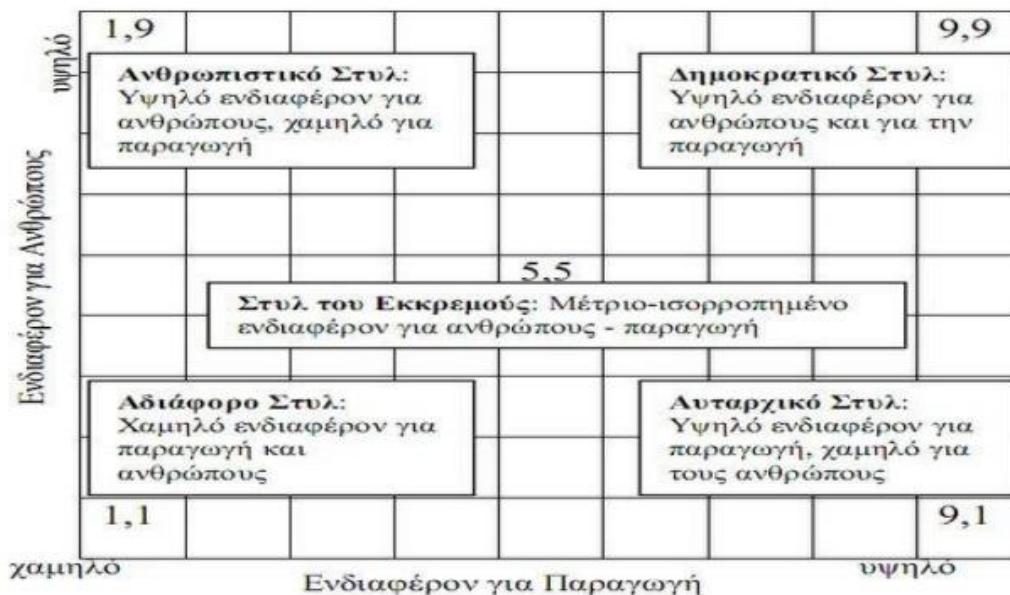 1,9
9,9
υψηλό
Ανθρωπιστικό Στυλ:
Υψηλό ενδιαφέρον για
ανθρώπους, χαμηλό για
παραγωγή
Δημοκρατικό Στυλ:
Υψηλό ενδιαφέρον για
ανθρώπους και για την
παραγωγή
Ενδιαφέρον για Ανθρώπους
5,5
Στυλ του Εκκρεμούς: Μέτριο-ισορροπημένο
ενδιαφέρον για ανθρώπους - παραγωγή
Αδιάφορο Στυλ:
Χαμηλό ενδιαφέρον για
παραγωγή και
ανθρώπους
Αυταρχικό Στυλ:
Υψηλό ενδιαφέρον για
παραγωγή, χαμηλό για
τους ανθρώπους
1,1
9,1
χαμηλό
Ενδιαφέρον για Παραγωγή
υψηλό